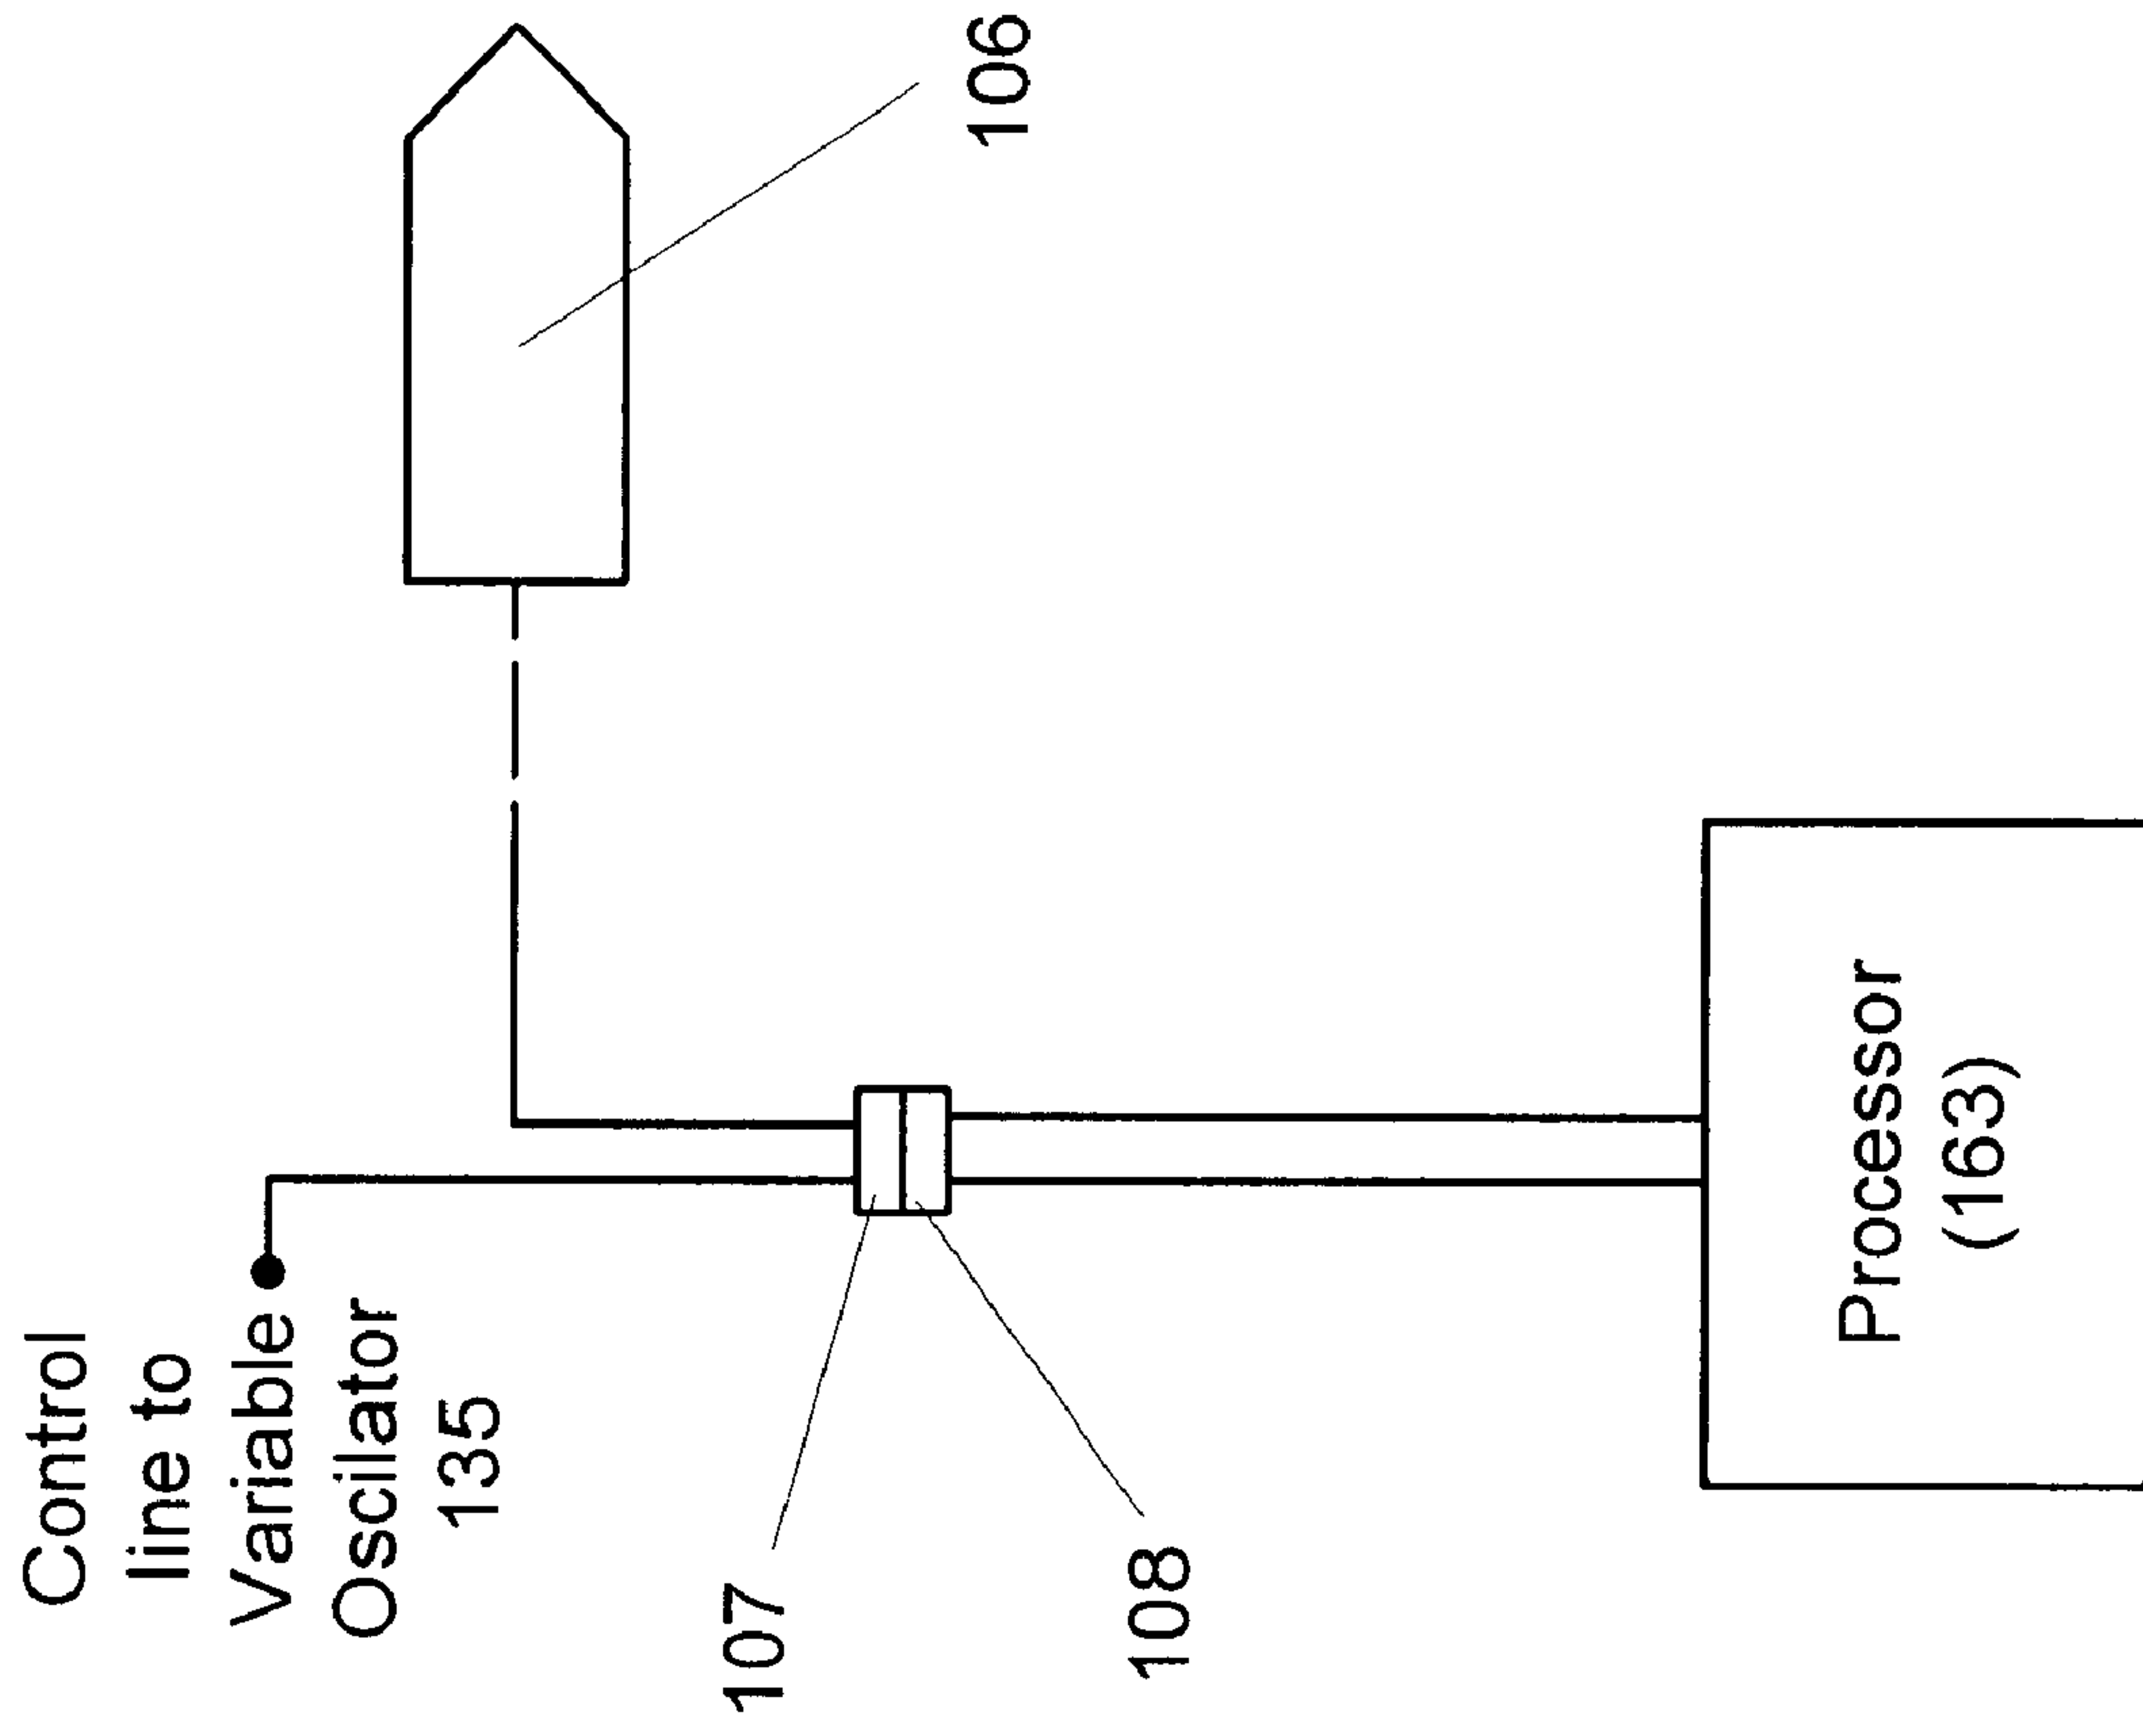 Control
line to
Variable
Oscilator
135
107
108
106
Processor
(163)